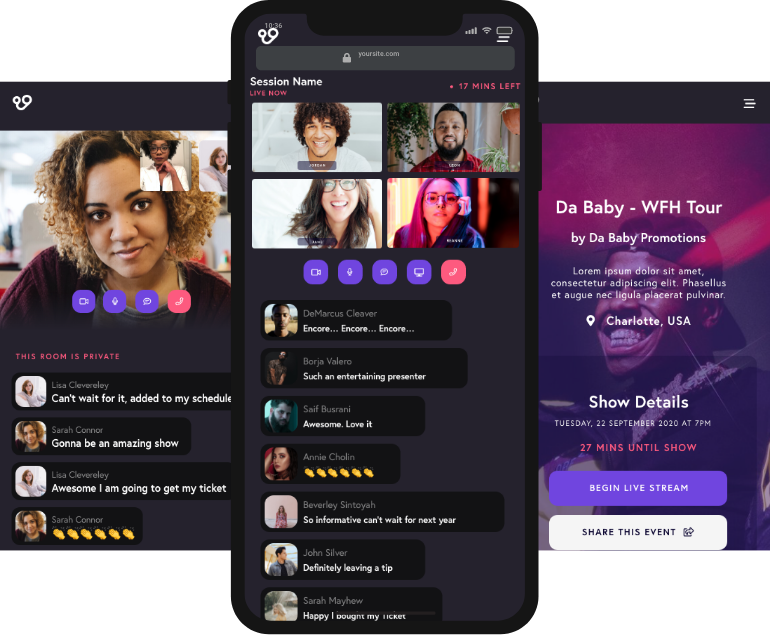 THIS ROOM IS PRIVATE
Lisa Clevereley
Can't wait for it, added to my schedule
Sarah Connor
Gonna be an amazing show
Lisa Clevereley
Awesome I am going to get my ticket
Sarah Connor
👏👏👏👏👏👏
10:36
yoursite.com
Session Name
LIVE NOW
• 17 MINS LEFT
JORDAN
DeMarcus Cleaver
Encore... Encore... Encore...
Borja Valero
Such an entertaining presenter
Saif Busrani
Awesome. Love it
Annie Cholin
👏👏👏👏👏👏
Beverley Sintoyah
So informative can't wait for next year
John Silver
Definitely leaving a tip
Sarah Mayhew
Happy I bought my ticket
Da Baby - WFH Tour
by Da Baby Promotions
Lorem ipsum dolor sit amet,
consectetur adipiscing elit. Phasellus
et augue nec ligula placerat pulvinar.
Charlotte, USA
Show Details
TUESDAY, 22 SEPTEMBER 2020 AT 7PM
27 MINS UNTIL SHOW
BEGIN LIVE STREAM
SHARE THIS EVENT